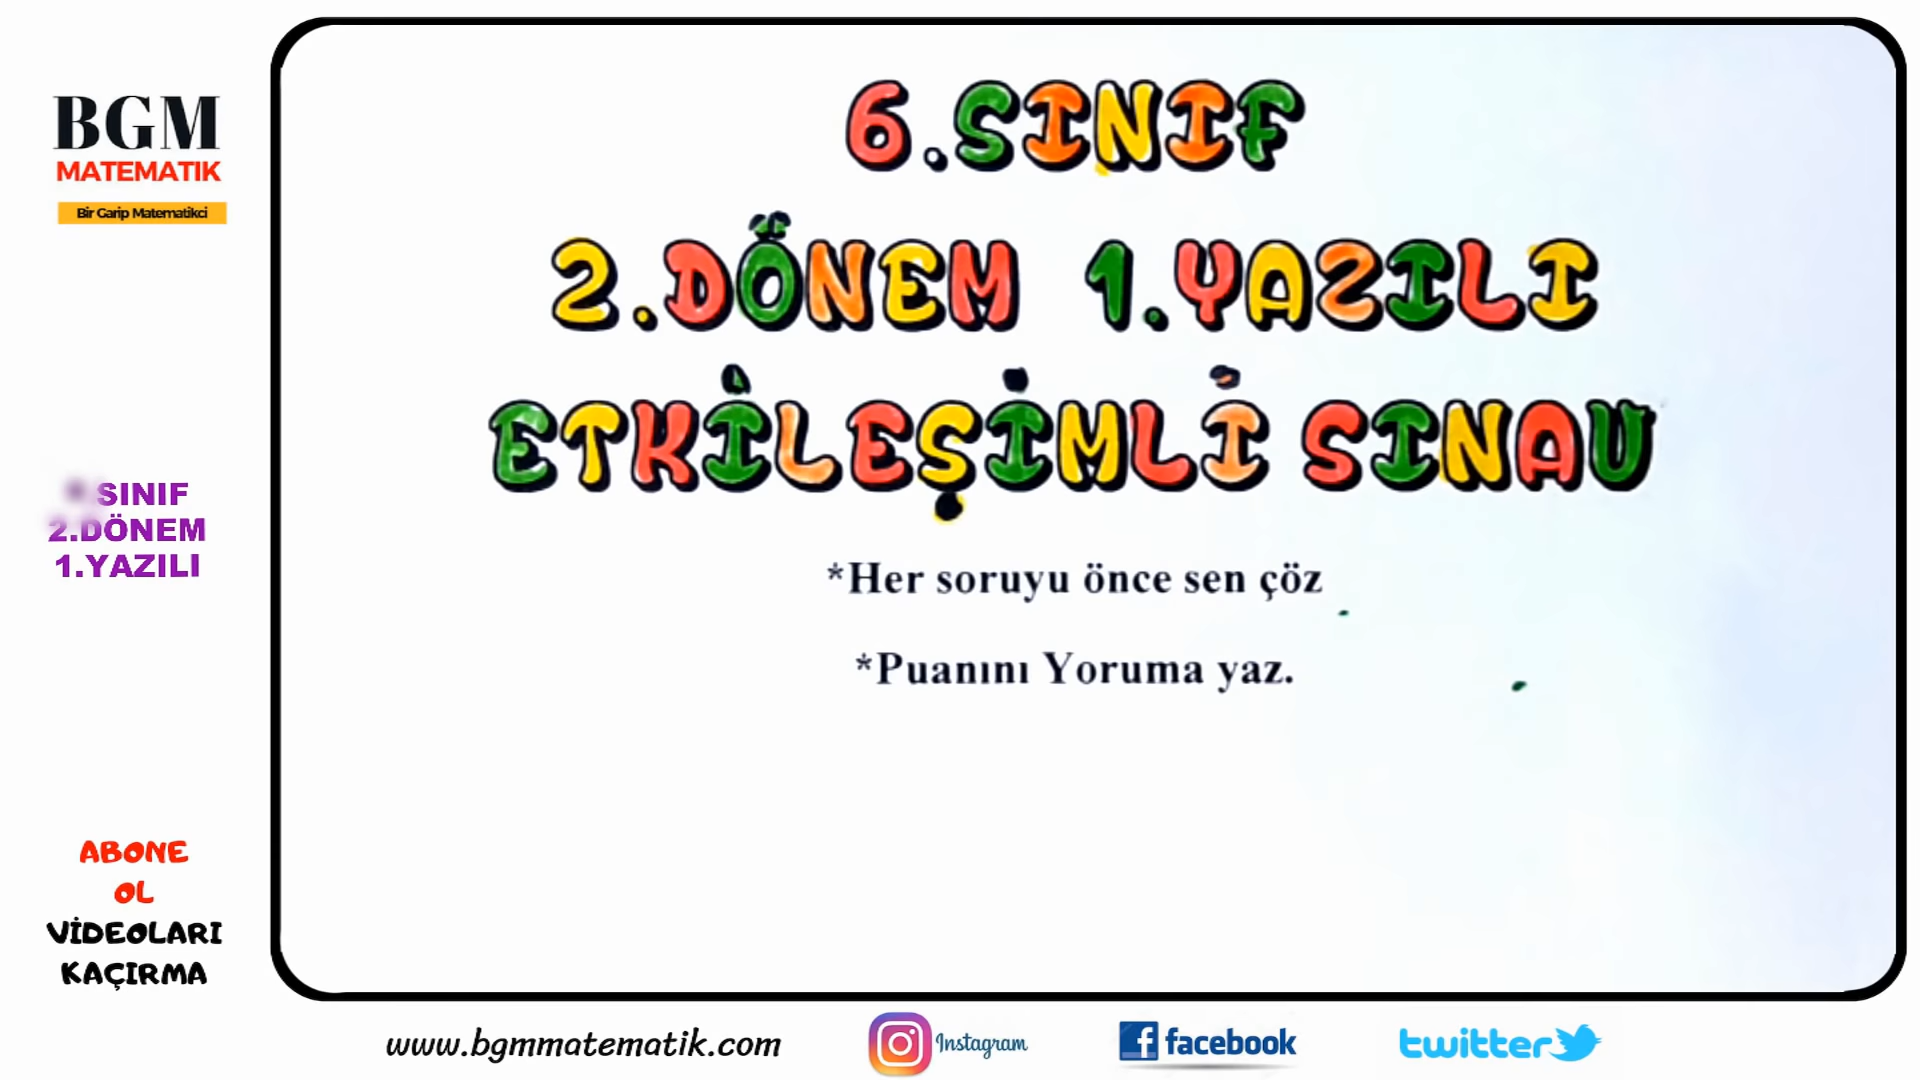 BGM
MATEMATIK
Bir Garip Matematikci
SINIF
2.DÖNEM
1.YAZILI
ABONE
OL
VİDEOLARI
KAÇIRMA
6.SINIF
2.DÖNEM 1.YAZILI
ETKİLEŞİMLİ SINAV
*Her soruyu önce sen çöz
*Puanını Yoruma yaz.
www.bgmmatematik.com
Instagram
facebook
twitter